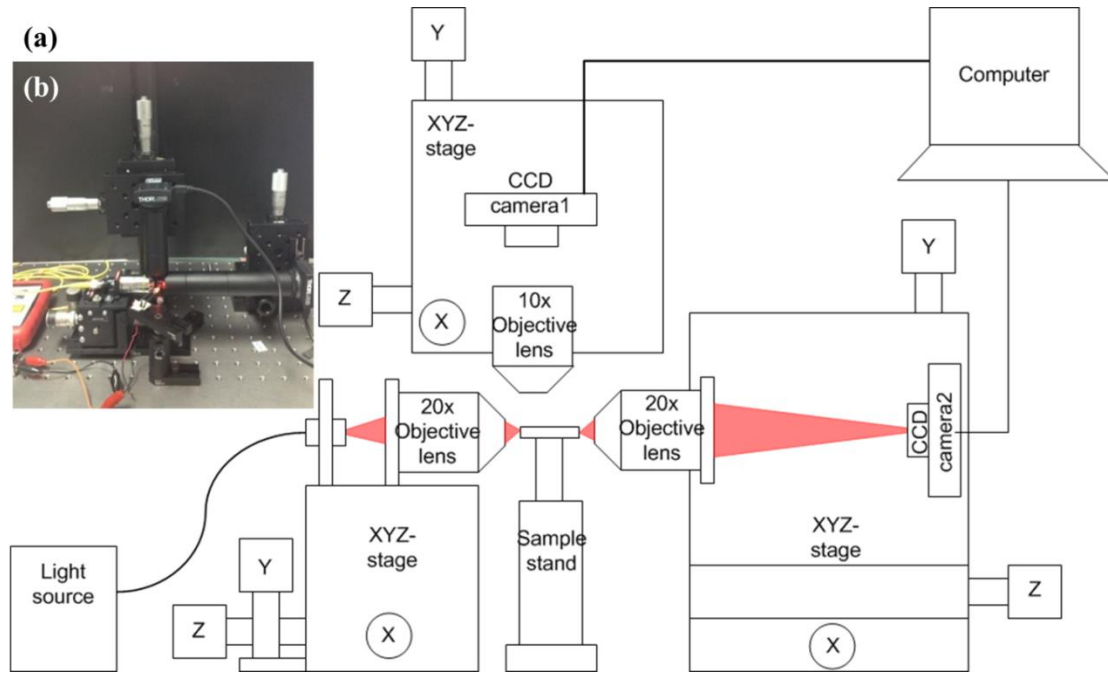 (a)
(b)
Y
XYZ-
stage
CCD
camera1
Computer
Z
X
10x
Objective
lens
Y
20x
Objective
lens
20x
Objective
lens
CCD
camera2
Light
source
Y
Z
XYZ-
stage
X
Sample
stand
XYZ-
stage
Z
X